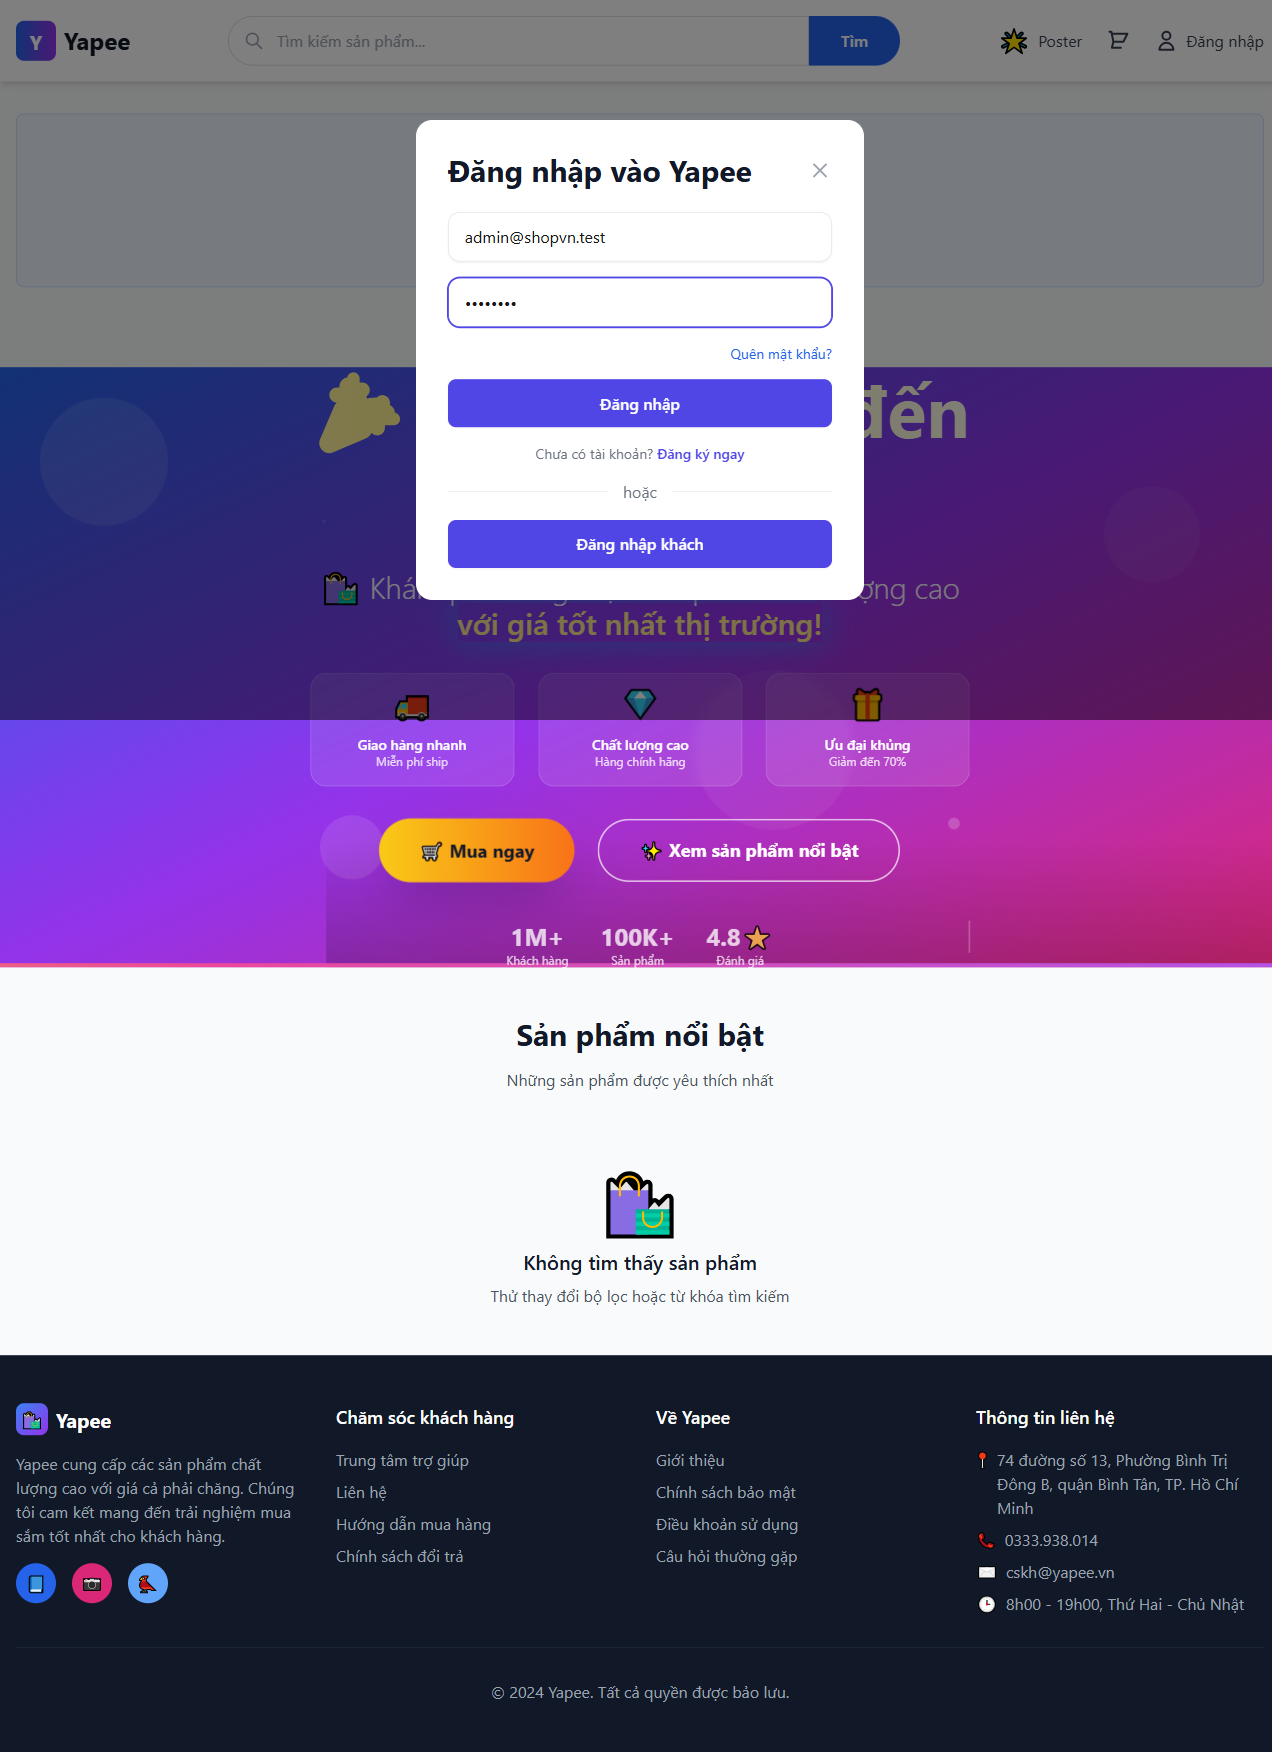 Y Yapee
Tìm kiếm sản phẩm...
Tìm
Poster
Đăng nhập
Đăng nhập vào Yapee
admin@shopvn.test
••••••••
Quên mật khẩu?
Đăng nhập
Chưa có tài khoản? Đăng ký ngay
hoặc
Đăng nhập khách
đến
cao
với giá tốt nhất thị trường!
Giao hàng nhanh
Miễn phí ship
Chất lượng cao
Hàng chính hãng
Ưu đại khủng
Giảm đến 70%
Mua ngay
Xem sản phẩm nổi bật
1M+
Khách hàng
100K+
Sản phẩm
4.8
Đánh giá
Sản phẩm nổi bật
Những sản phẩm được yêu thích nhất
Không tìm thấy sản phẩm
Thử thay đổi bộ lọc hoặc từ khóa tìm kiếm
Yapee
Yapee cung cấp các sản phẩm chất
lượng cao với giá cả phải chăng. Chúng
tôi cam kết mang đến trải nghiệm mua
sắm tốt nhất cho khách hàng.
Chăm sóc khách hàng
Trung tâm trợ giúp
Liên hệ
Hướng dẫn mua hàng
Chính sách đổi trả
Về Yapee
Giới thiệu
Chính sách bảo mật
Điều khoản sử dụng
Câu hỏi thường gặp
Thông tin liên hệ
74 đường số 13, Phường Bình Trị
Đông B, quận Bình Tân, TP. Hồ Chí
Minh
0333.938.014
cskh@yapee.vn
8h00 - 19h00, Thứ Hai - Chủ Nhật
© 2024 Yapee. Tất cả quyền được bảo lưu.